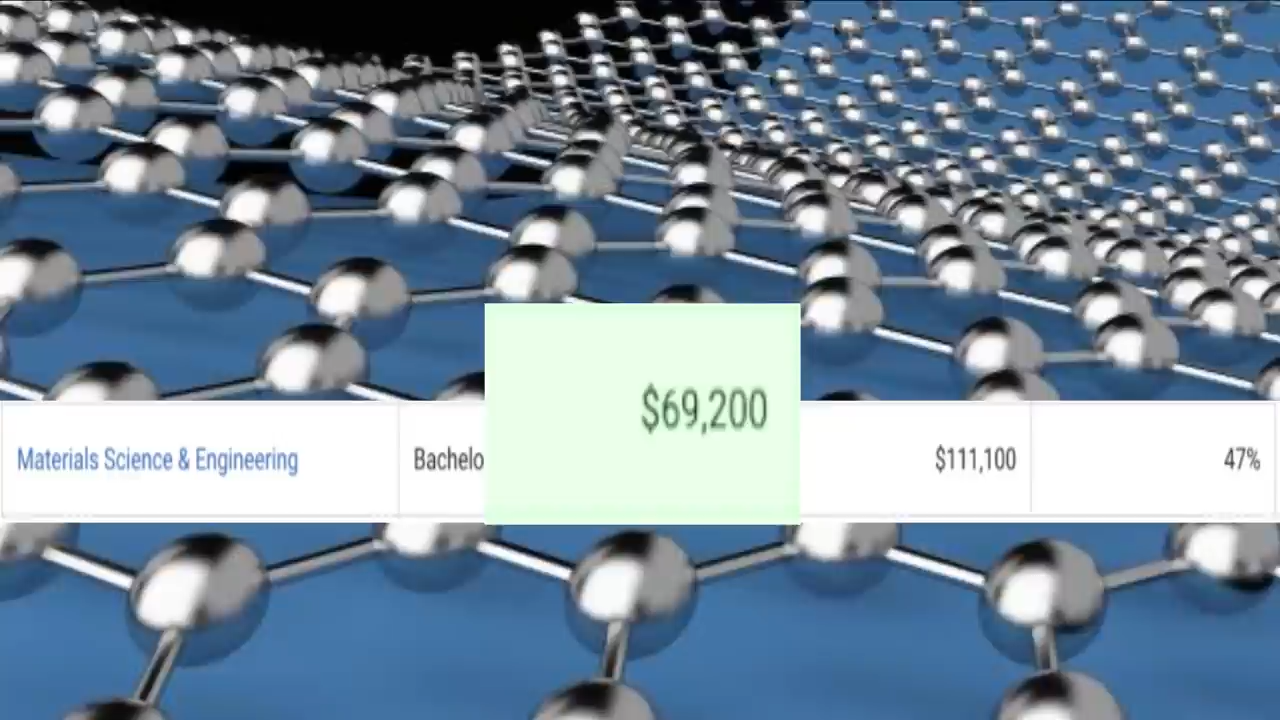 Materials Science & Engineering
Bachelo
$69,200
$111,100
47%